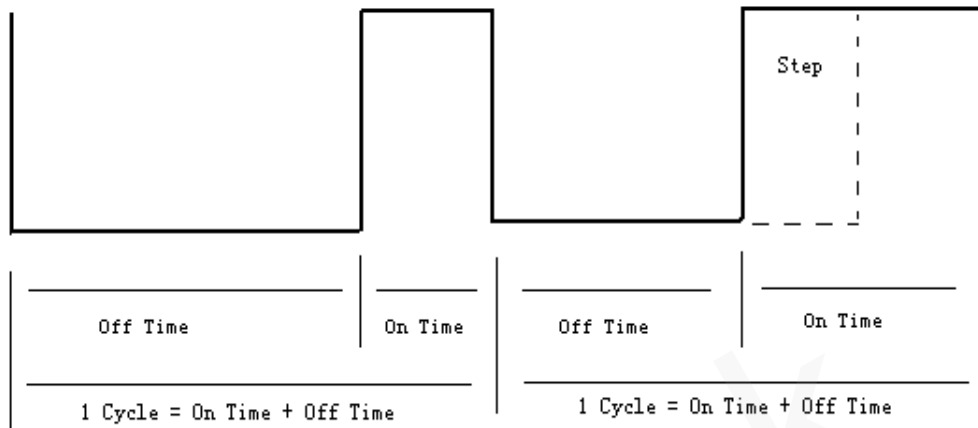 Step
Off Time
On Time
Off Time
On Time
1 Cycle = On Time + Off Time
1 Cycle = On Time + Off Time